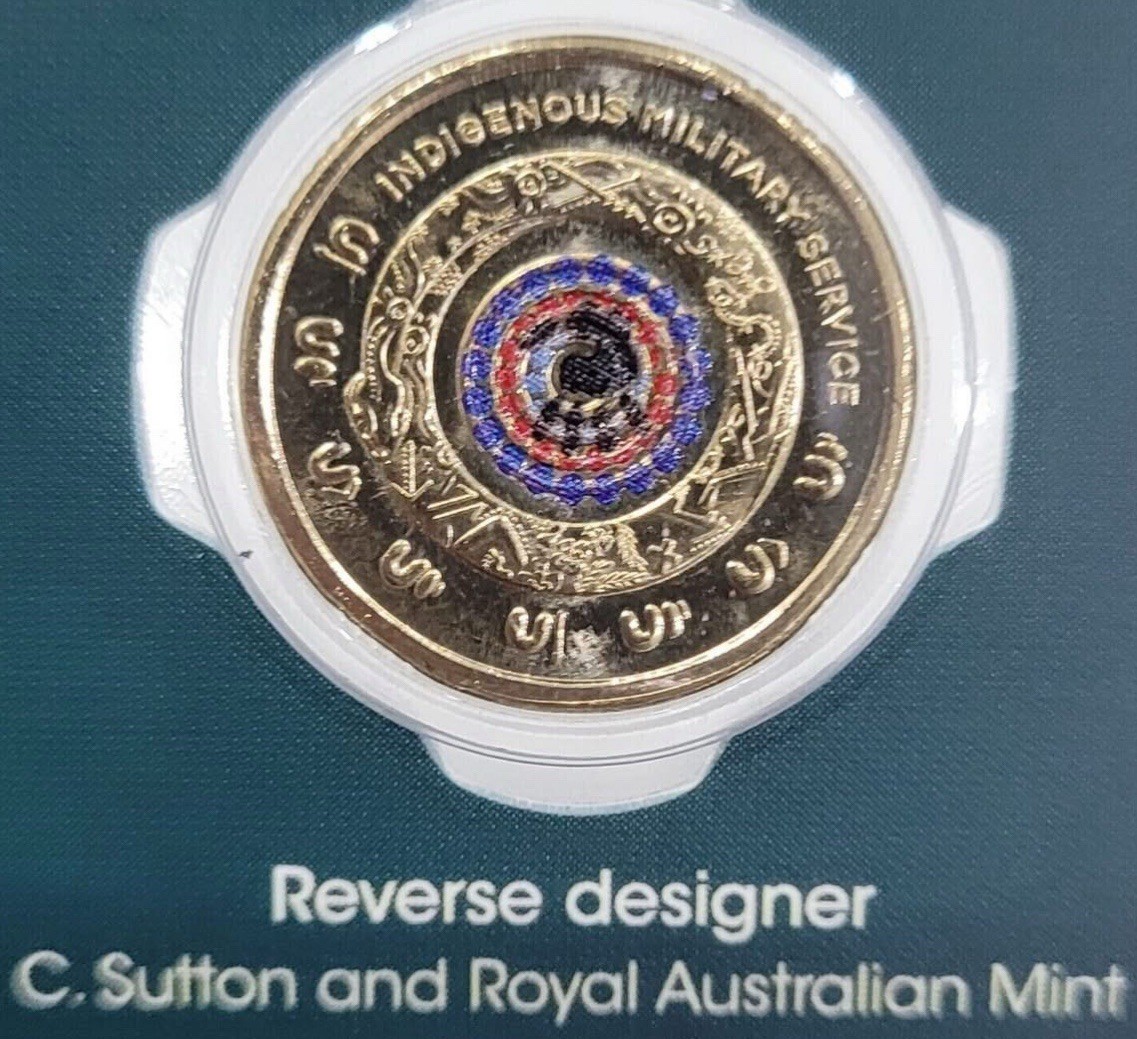 INDIGENOUS MILITARY SERVICE
Reverse designer
C. Sutton and Royal Australian Mint